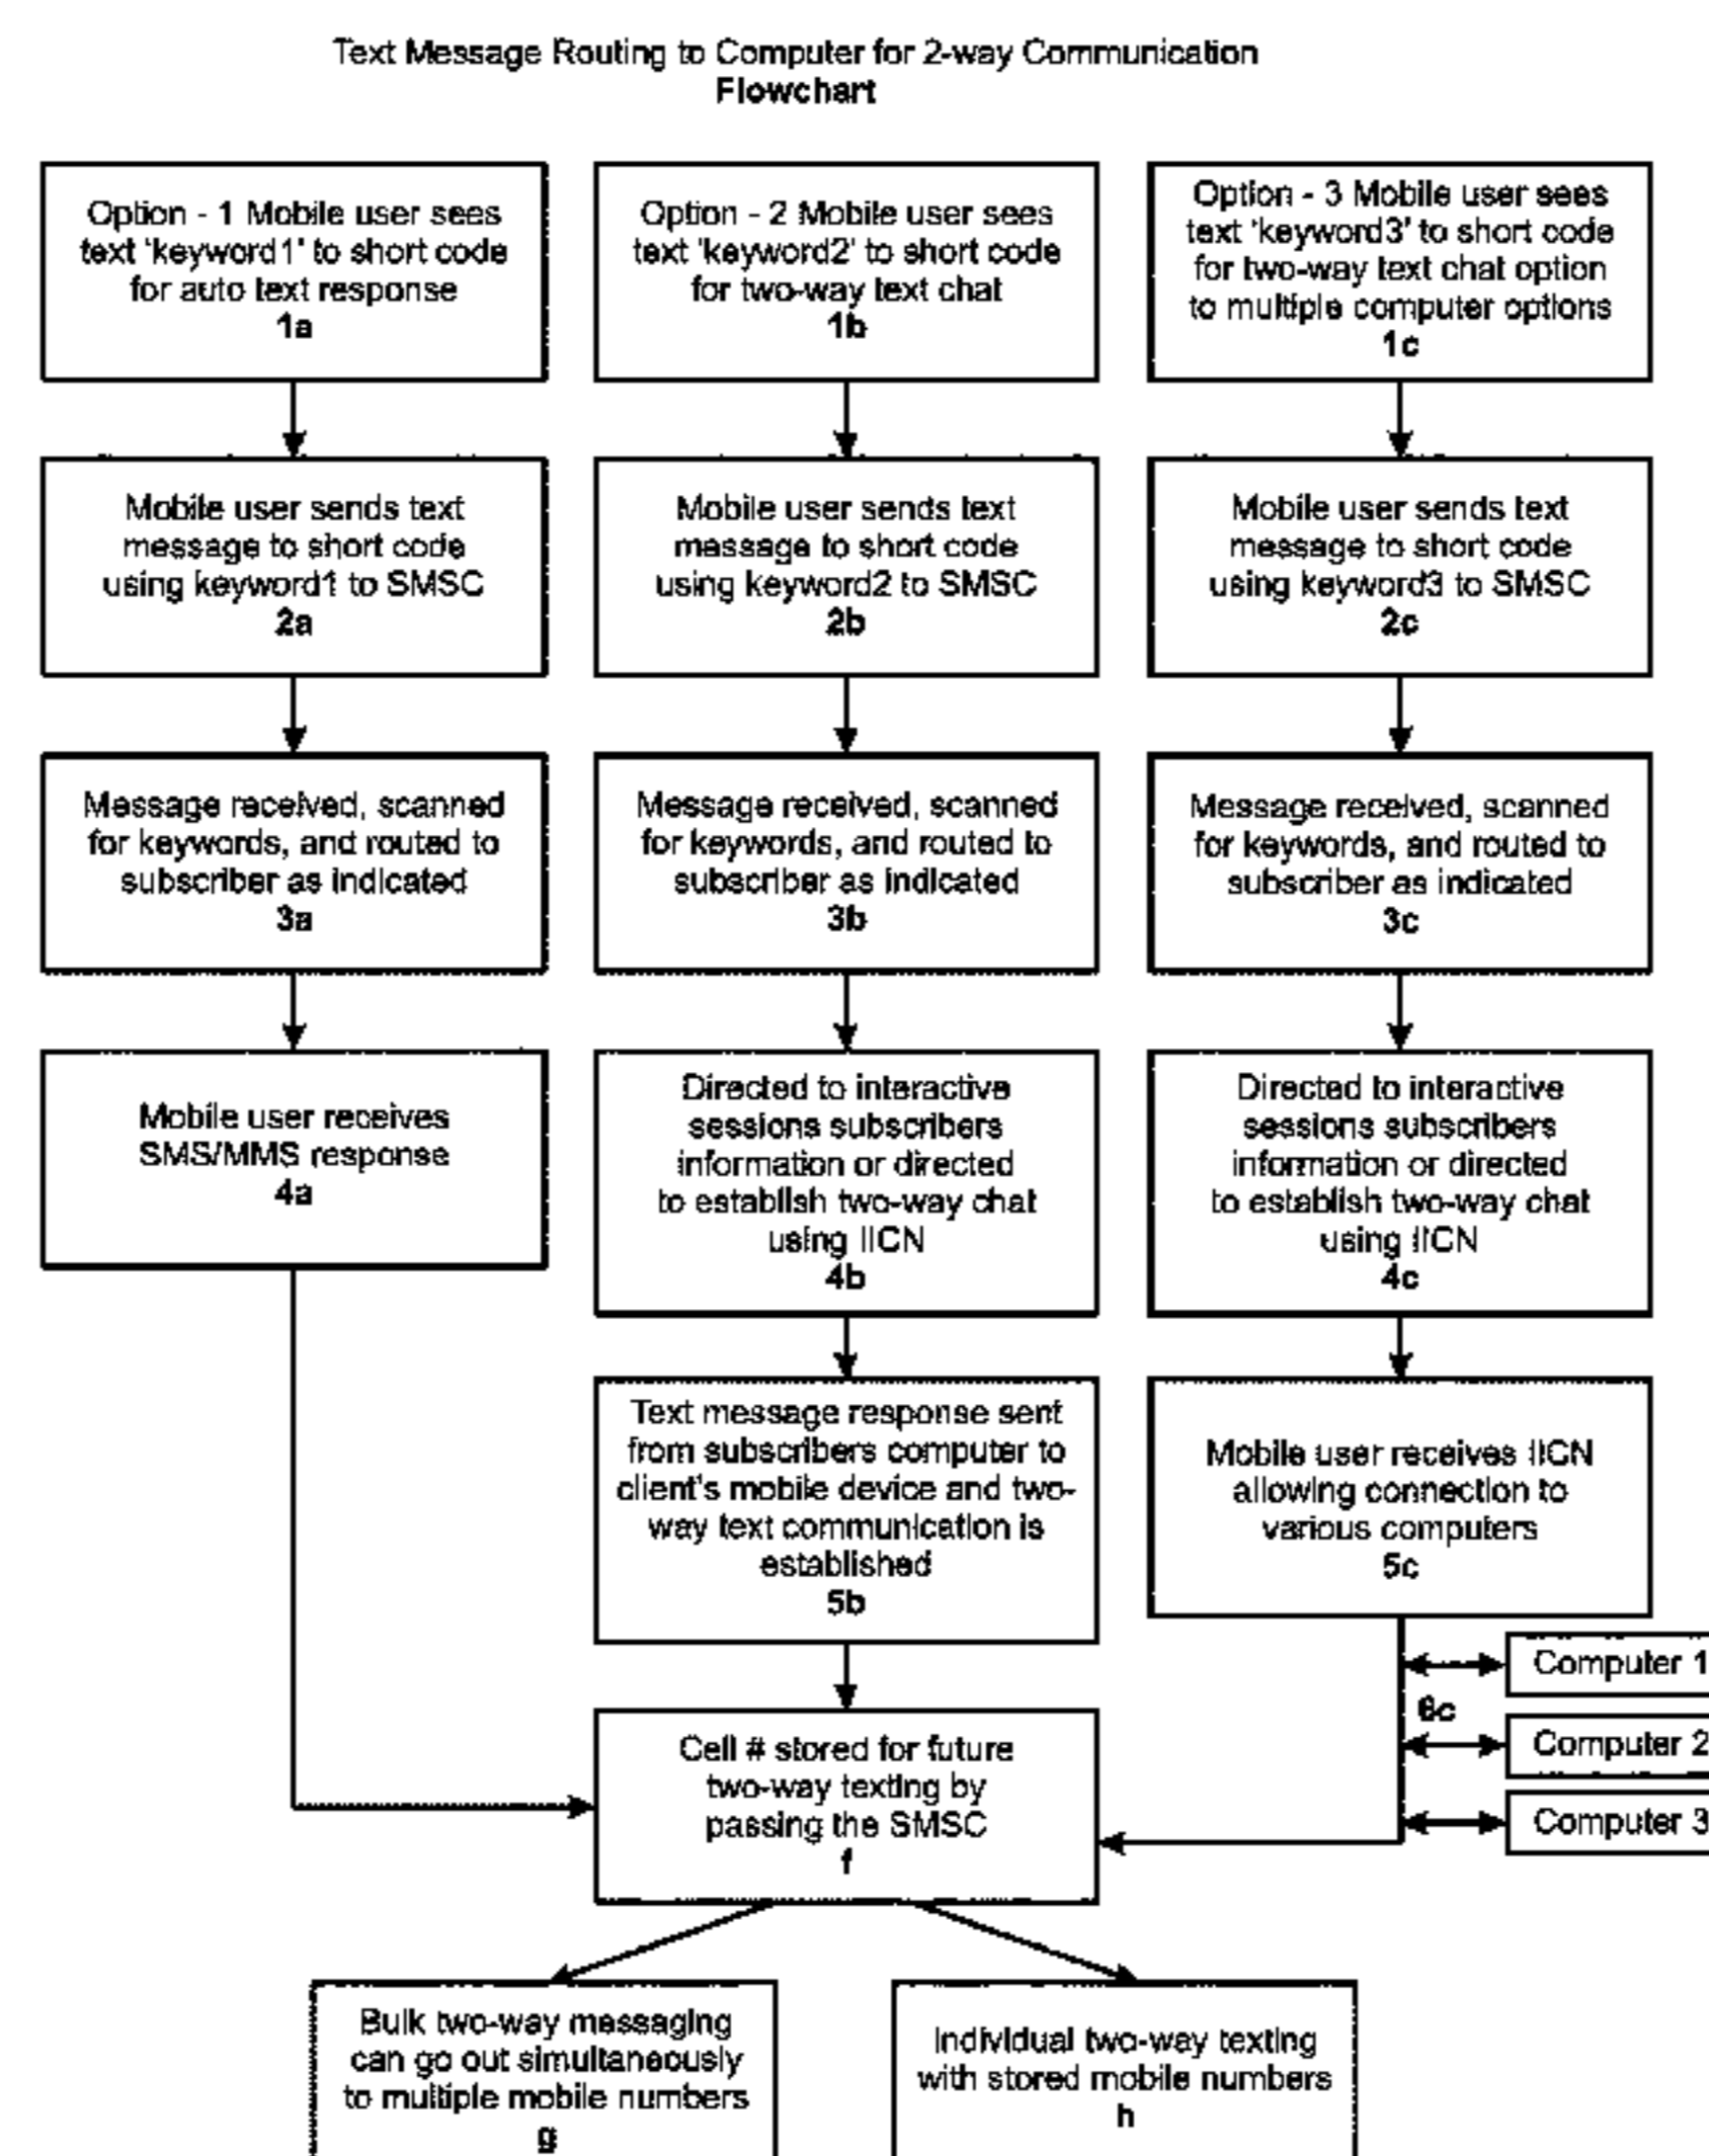 Text Message Routing to Computer for 2-way Communication
Flowchart
Option - 1 Mobile user sees
text 'keyword1' to short code
for auto text response
1a
Option - 2 Mobile user sees
text 'keyword2' to short code
for two-way text chat
1b
Option - 3 Mobile user sees
text 'keyword3' to short code
for two-way text chat option
to multiple computer options
1c
Mobile user sends text
message to short code
using keyword1 to SMSC
2a
Mobile user sends text
message to short code
using keyword2 to SMSC
2b
Mobile user sends text
message to short code
using keyword3 to SMSC
2c
Message received, scanned
for keywords, and routed to
subscriber as indicated
3a
Message received, scanned
for keywords, and routed to
subscriber as indicated
3b
Message received, scanned
for keywords, and routed to
subscriber as indicated
3c
Mobile user receives
SMS/MMS response
4a
Directed to interactive
sessions subscribers
information or directed
to establish two-way chat
using IICN
4b
Directed to interactive
sessions subscribers
information or directed
to establish two-way chat
using IICN
4c
Text message response sent
from subscribers computer to
client's mobile device and two-
way text communication is
established
5b
Mobile user receives IICN
allowing connection to
various computers
5c
Computer 1
6c
Computer 2
Computer 3
Cell # stored for future
two-way texting by
passing the SMSC
f
Bulk two-way messaging
can go out simultaneously
to multiple mobile numbers
g
Individual two-way texting
with stored mobile numbers
h